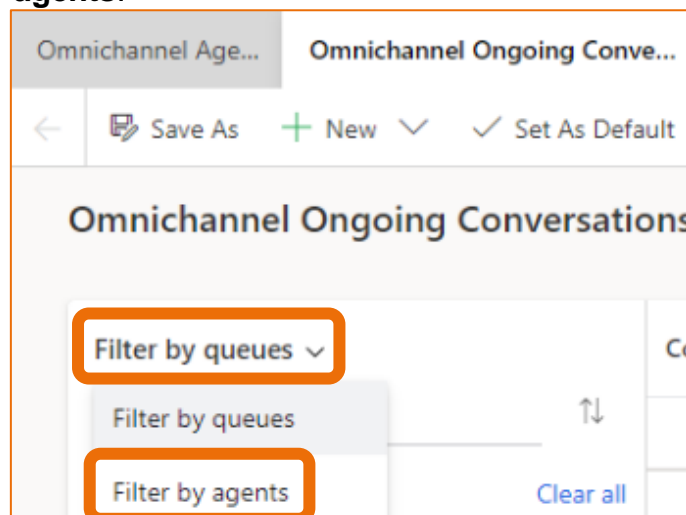 agents.
Omnichannel Age... Omnichannel Ongoing Conve...
Save As New Set As Default
Omnichannel Ongoing Conversations
Filter by queues
Filter by queues
Filter by agents Clear all